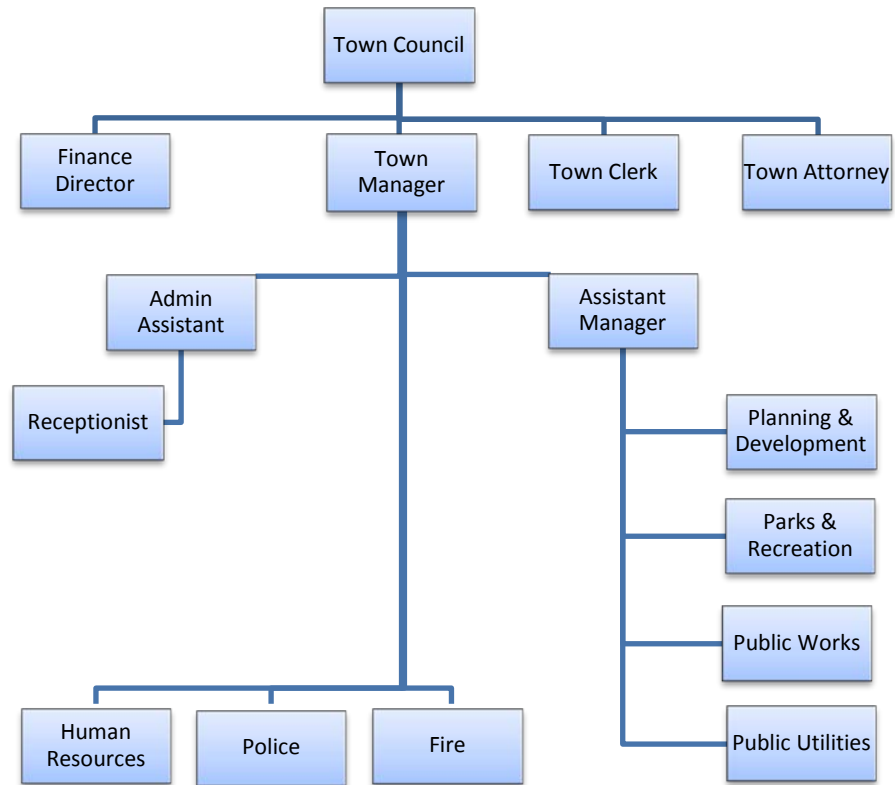 Town Council
Finance
Director
Town
Manager
Town Clerk
Town Attorney
Admin
Assistant
Assistant
Manager
Receptionist
Planning &
Development
Parks &
Recreation
Public Works
Human
Resources
Police
Fire
Public Utilities